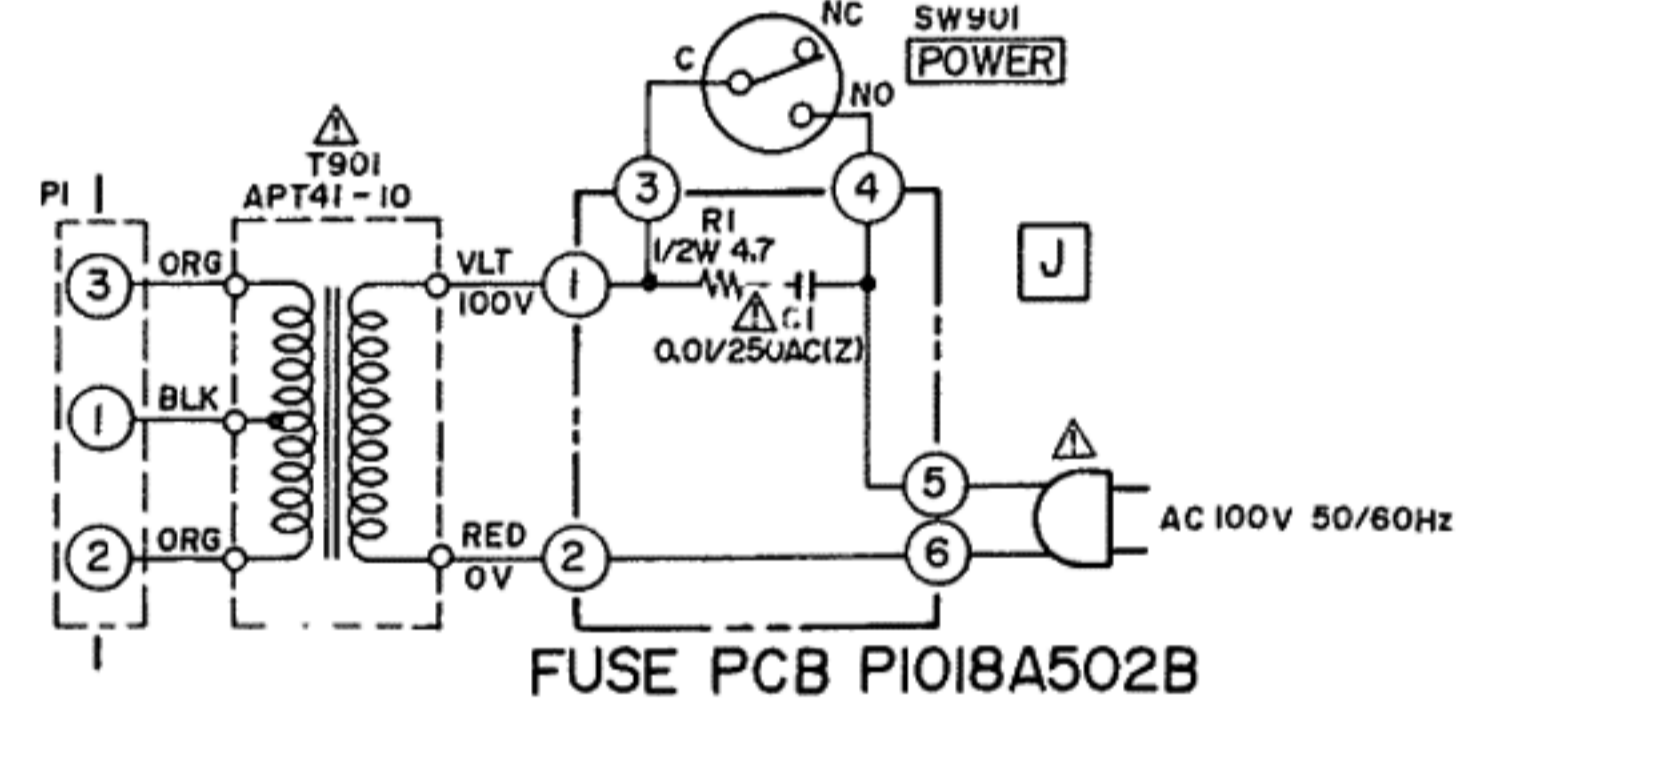 NC
SW901
POWER
C
NO
T901
APT41-10
P1
3
4
R1
1/2W 4.7
J
3
ORG
VLT
1
100V
C1
0.01/250AC(Z)
1
BLK
5
AC 100V 50/60Hz
2
ORG
RED
2
6
0V
FUSE PCB P1018A502B